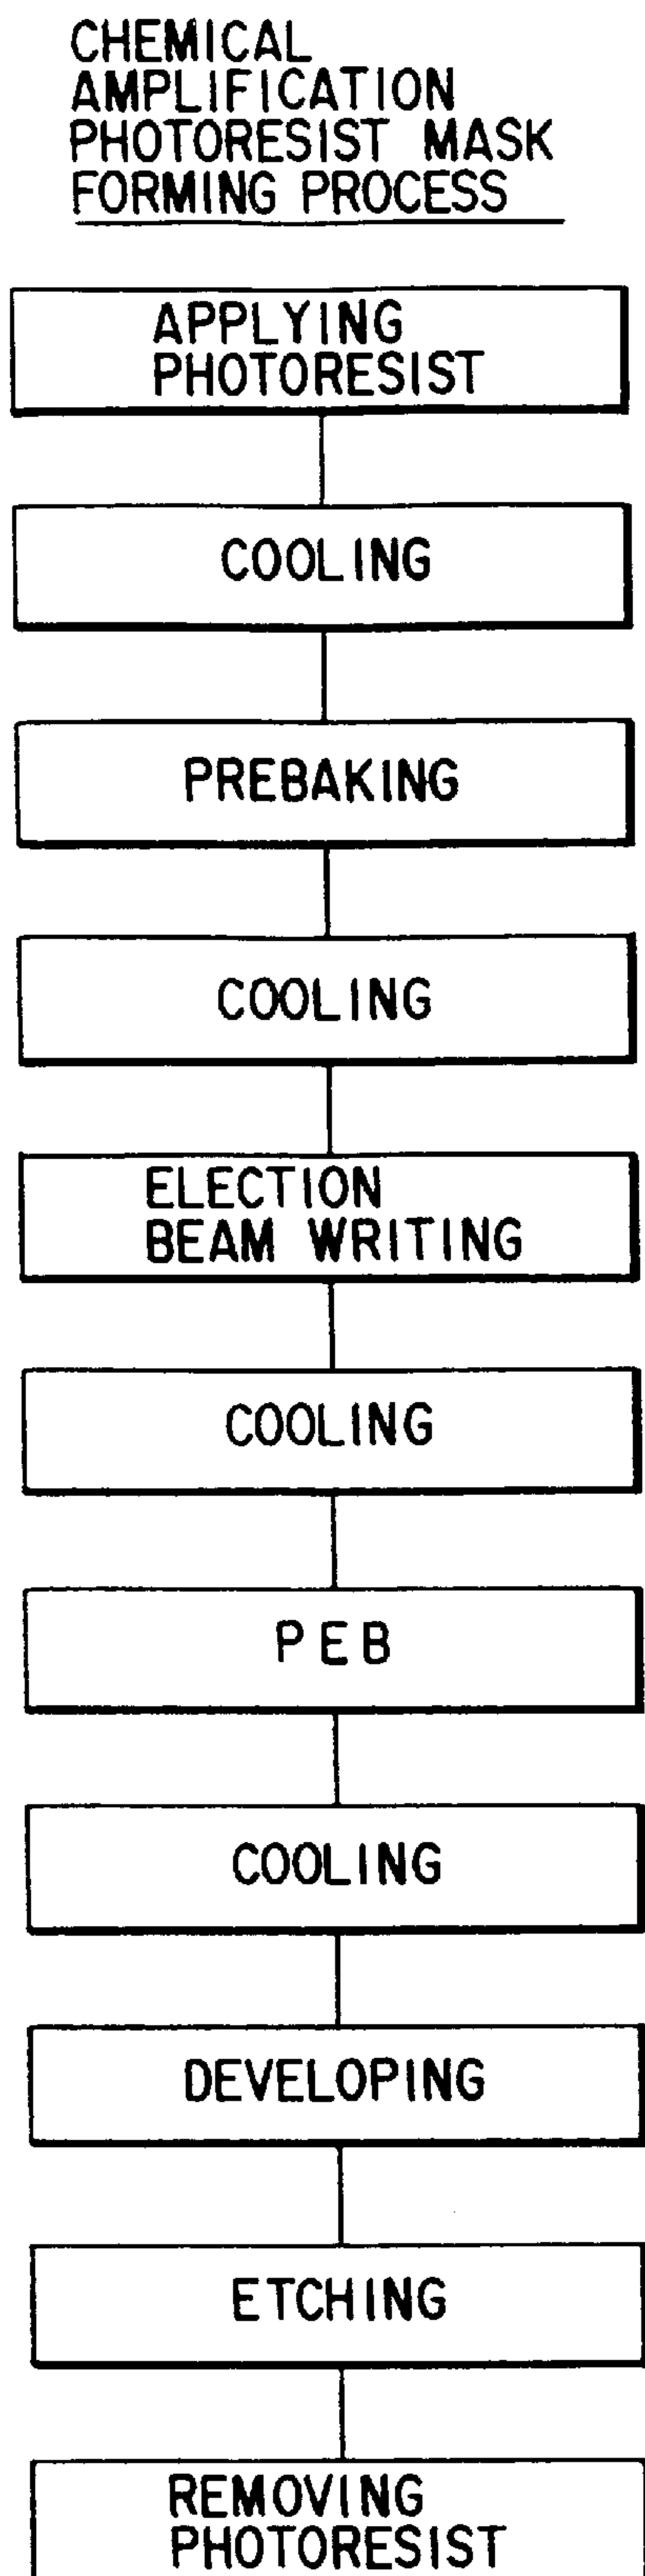 CHEMICAL
AMPLIFICATION
PHOTORESIST MASK
FORMING PROCESS
APPLYING
PHOTORESIST
COOLING
PREBAKING
COOLING
ELECTION
BEAM WRITING
COOLING
PEB
COOLING
DEVELOPING
ETCHING
REMOVING
PHOTORESIST